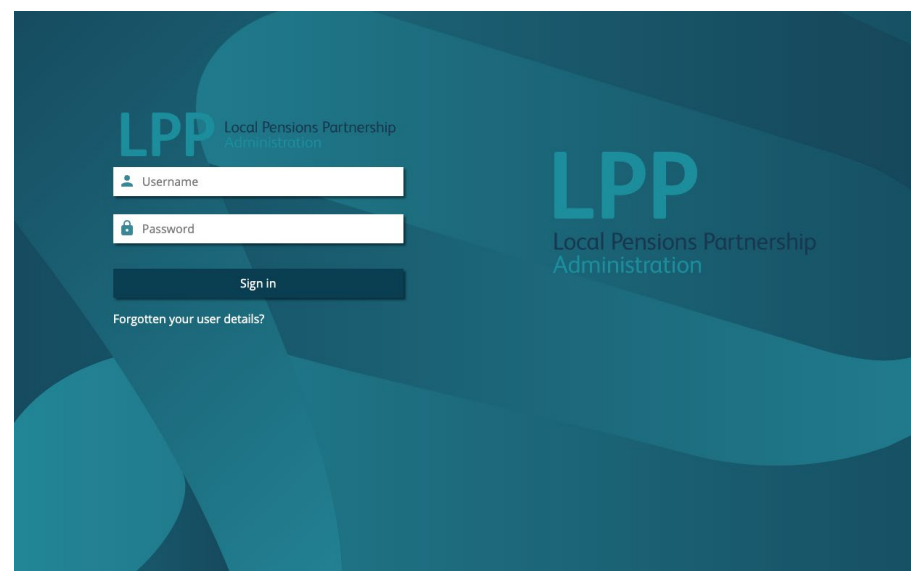 LPP
Local Pensions Partnership
Administration
Username
Password
Sign in
Forgotten your user details?
LPP
Local Pensions Partnership
Administration